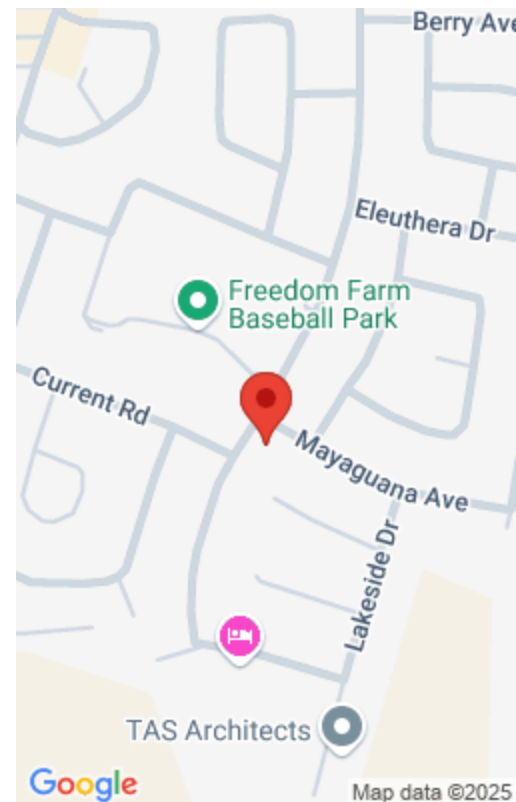 Berry Ave
Eleuthera Dr
Freedom Farm
Baseball Park
Current Rd
Mayaguana Ave
Lakeside Dr
TAS Architects
Google
Map data ©2025